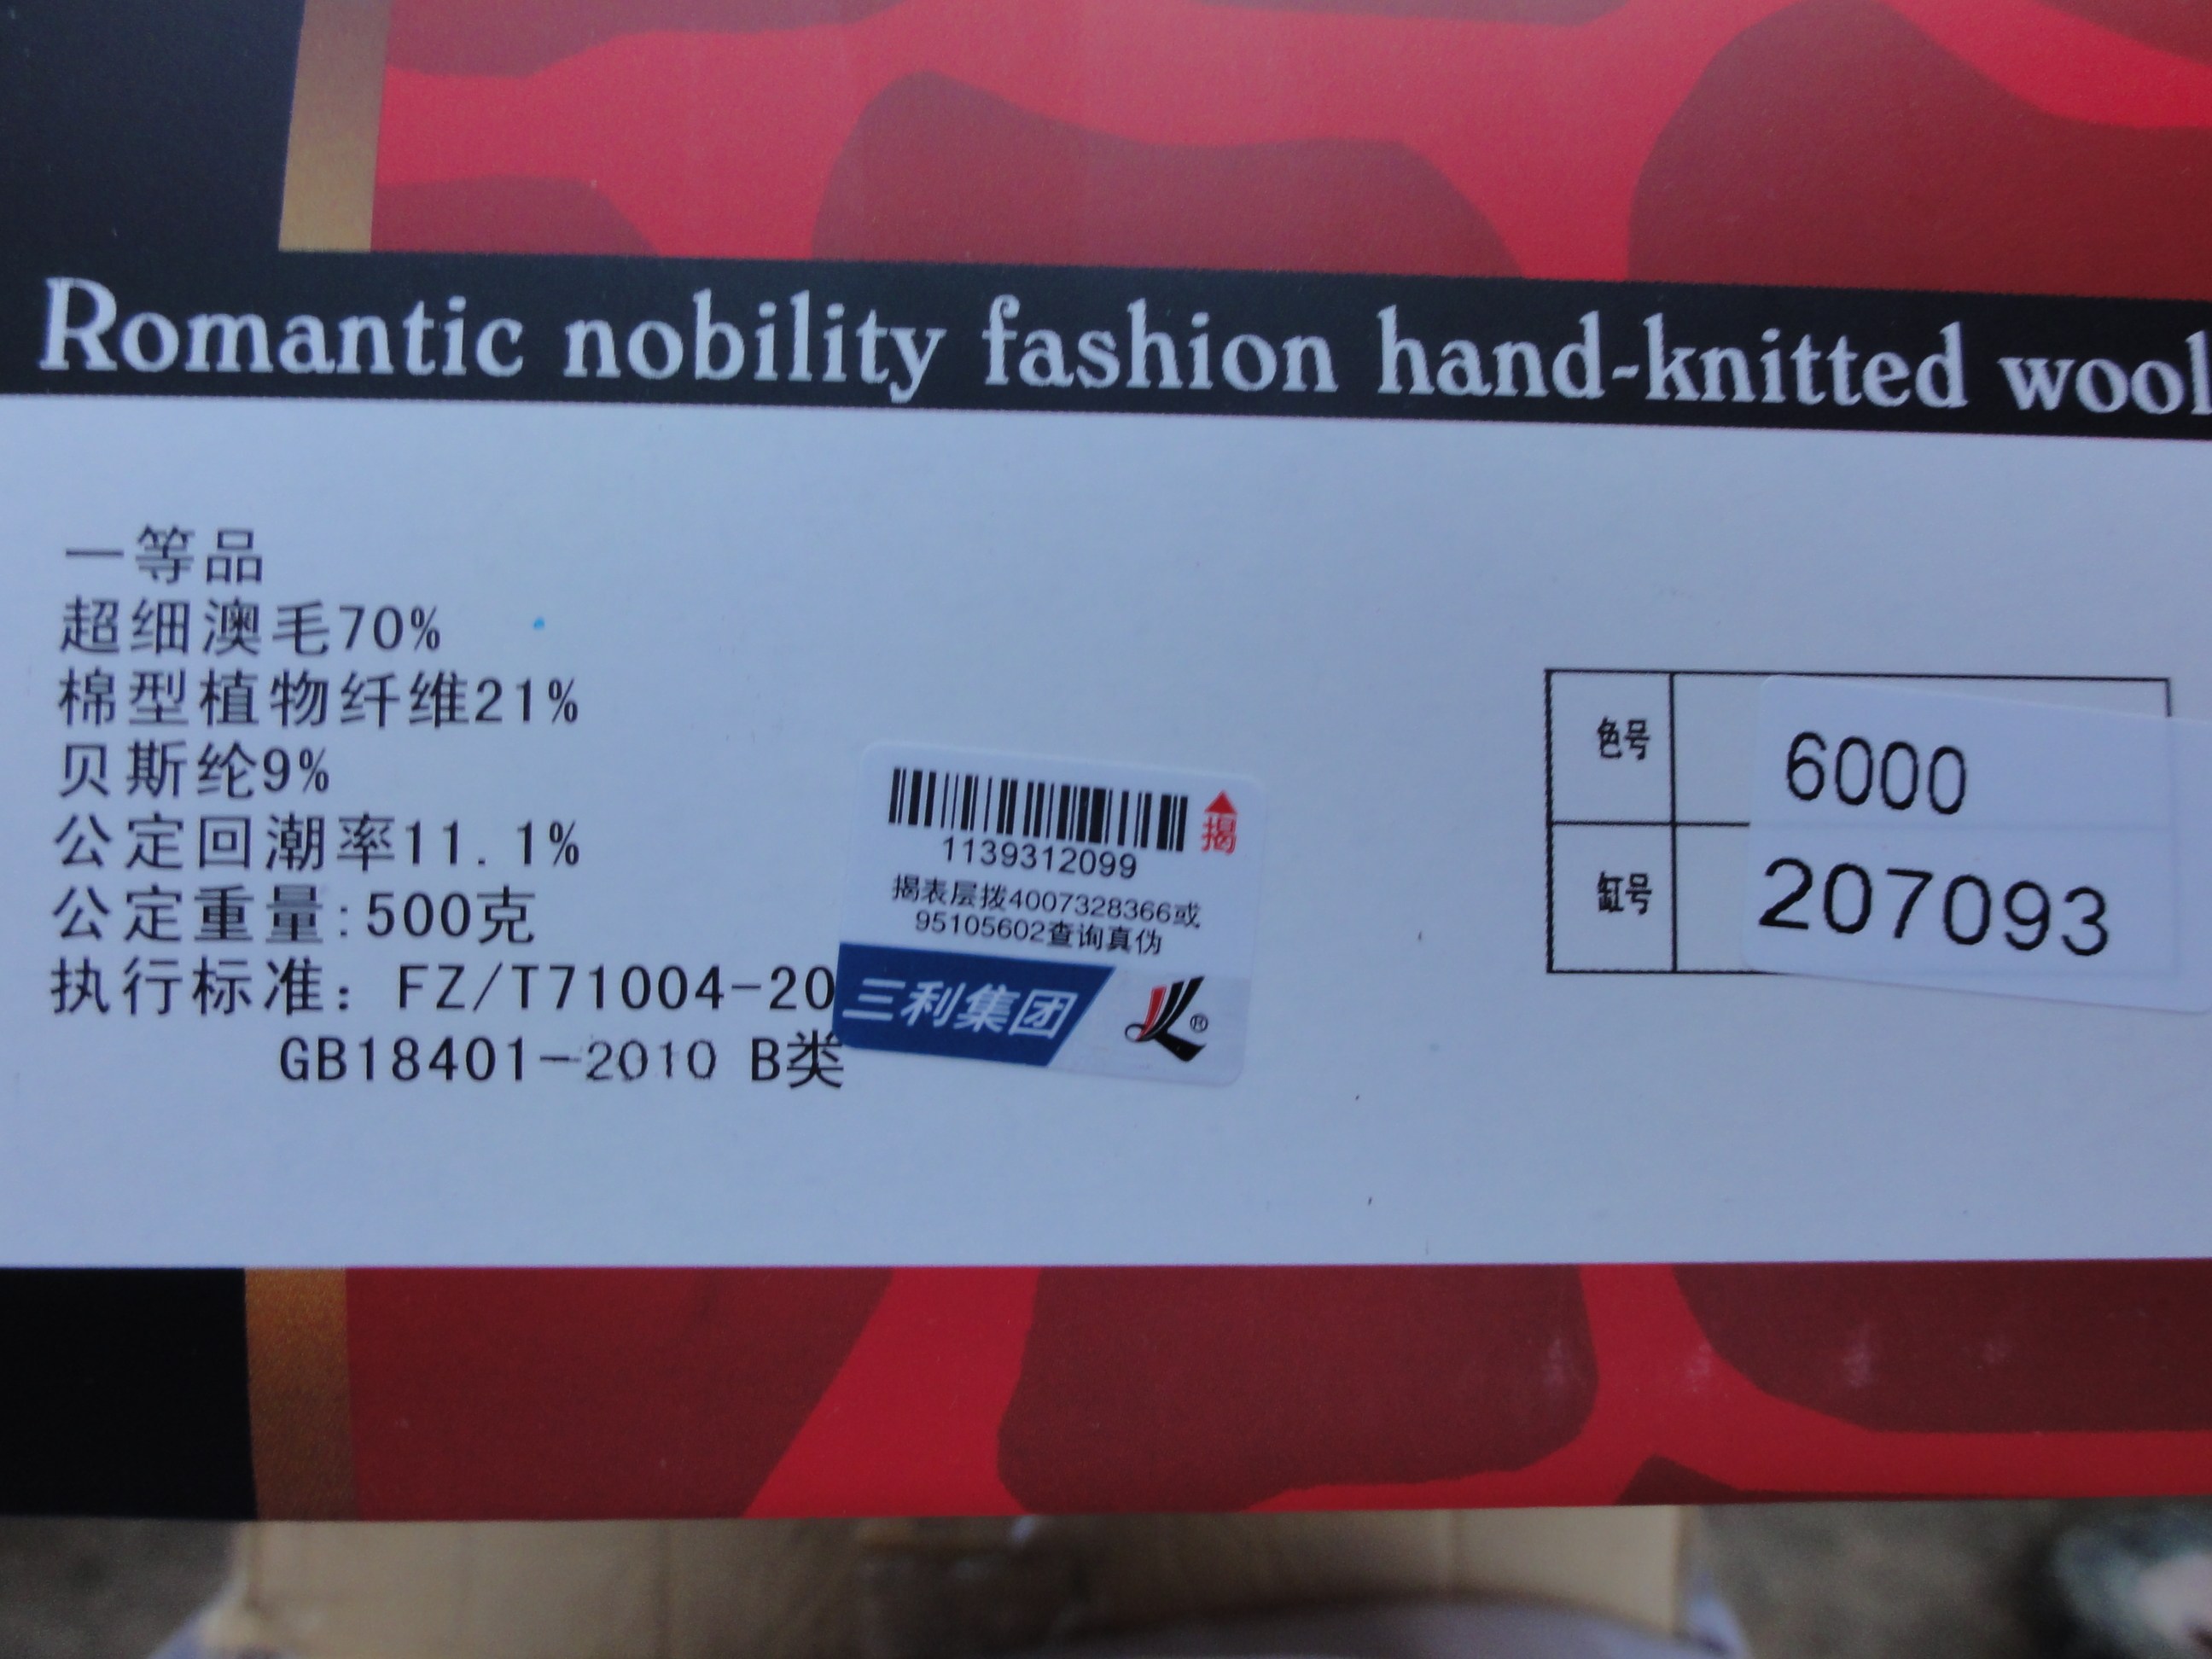 Romantic nobility fashion hand-knitted wool
一等品
超细澳毛70%
棉型植物纤维21%
贝斯纶9%
公定回潮率11.1%
公定重量:500克
执行标准: FZ/T71004-20
GB18401-2010 B类
揭
1139312099
揭表层拨4007328366或
95105602查询真伪
三利集团
®
色号 6000
缸号 207093